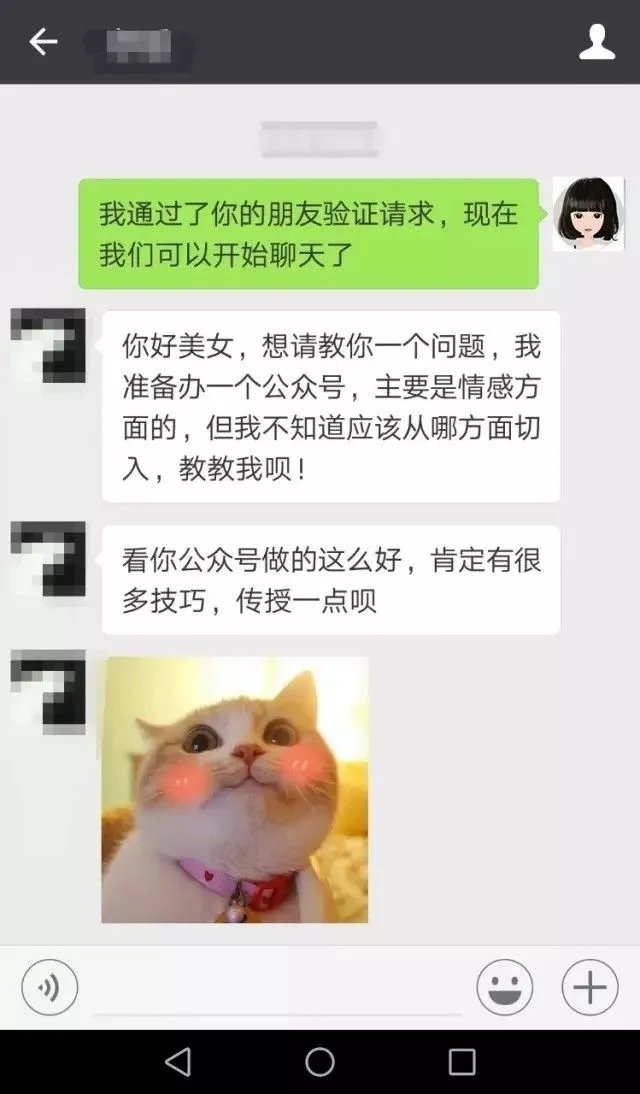 我通过了你的朋友验证请求，现在
我们可以开始聊天了
你好美女，想请教你一个问题，我
准备办一个公众号，主要是情感方
面的，但我不知道应该从哪方面切
入，教教我呗！
看你公众号做的这么好，肯定有很
多技巧，传授一点呗